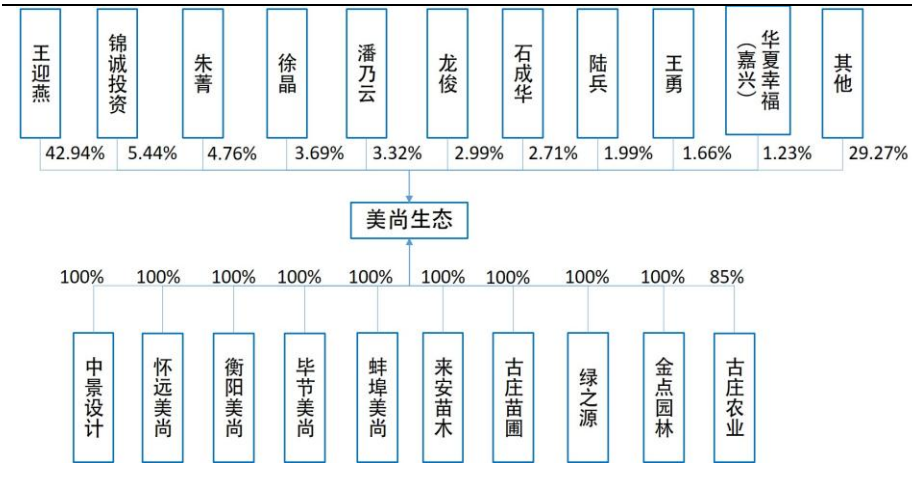 王迎燕
锦诚投资
朱菁
徐晶
潘乃云
龙俊
石成华
陆兵
王勇
华夏幸福
（嘉兴）
其他
42.94% 5.44% 4.76% 3.69% 3.32% 2.99% 2.71% 1.99% 1.66% 1.23% 29.27%
美尚生态
100% 100% 100% 100% 100% 100% 100% 100% 100% 85%
中景设计
怀远美尚
衡阳美尚
毕节美尚
蚌埠美尚
来安苗木
古庄苗圃
绿之源
金点园林
古庄农业